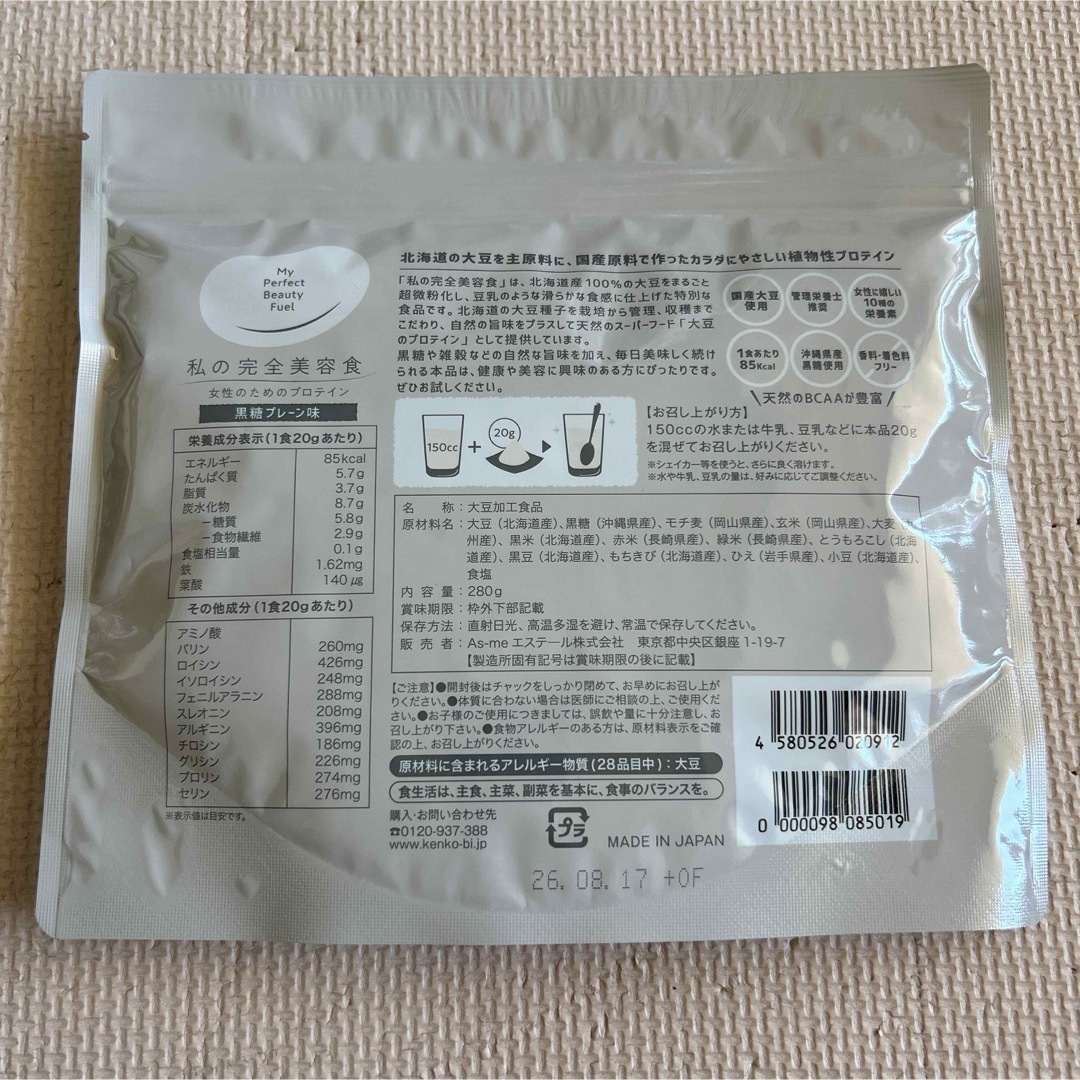 My
Perfect
Beauty
Fuel
私の完全美容食
女性のためのプロテイン
黒糖プレーン味
栄養成分表示(1食20gあたり)
エネルギー 85kcal
たんぱく質 5.7g
脂質 3.7g
炭水化物 8.7g
ー糖質 5.8g
ー食物繊維 2.9g
食塩相当量 0.1g
鉄 1.62mg
葉酸 140㎍
その他成分(1食20gあたり)
アミノ酸
バリン 260mg
ロイシン 426mg
イソロイシン 248mg
フェニルアラニン 288mg
スレオニン 208mg
アルギニン 396mg
チロシン 186mg
グリシン 226mg
プロリン 274mg
セリン 276mg
※表示値は目安です。
北海道の大豆を主原料に、国産原料で作ったカラダにやさしい植物性プロテイン
「私の完全美容食」は、北海道産100%の大豆をまるごと
超微粉化し、豆乳のような滑らかな食感に仕上げた特別な
食品です。北海道の大豆種子を栽培から管理、収穫まで
こだわり、自然の旨味をプラスして天然のスーパーフード「大豆
のプロテイン」として提供しています。
黒糖や雑穀などの自然な旨味を加え、毎日美味しく続け
られる本品は、健康や美容に興味のある方にぴったりです。
ぜひお試しください。
国産大豆
使用
管理栄養士
推奨
女性に嬉しい
10種の
栄養素
1食あたり
85Kcal
沖縄県産
黒糖使用
香料・着色料
フリー
天然のBCAAが豊富
150cc
20g
【お召し上がり方】
150ccの水または牛乳、豆乳などに本品20g
を混ぜてお召し上がりください。
※シェイカー等を使うと、さらに良く溶けます。
※水や牛乳、豆乳の量は、好みに応じてご調整ください。
名称:大豆加工食品
原材料名:大豆(北海道産)、黒糖(沖縄県産)、モチ麦(岡山県産)、玄米(岡山県産)、大麦(九
州産)、黒米(北海道産)、赤米(長崎県産)、緑米(長崎県産)、とうもろこし(北海
道産)、黒豆(北海道産)、もちきび(北海道産)、ひえ(岩手県産)、小豆(北海道産)、
食塩
内容量:280g
賞味期限:枠外下部記載
保存方法:直射日光、高温多湿を避け、常温で保存してください。
販売者:As-meエステール株式会社 東京都中央区銀座1-19-7
【製造所固有記号は賞味期限の後に記載】
【ご注意】●開封後はチャックをしっかり閉めて、お早めにお召し上が
りください。●体質に合わない場合は医師にご相談の上、ご使用くだ
さい。●お子様のご使用につきましては、誤飲や量に十分注意し、お
召し上がり下さい。●食物アレルギーのある方は、原材料表示をご確
認の上、お召し上がりください。
原材料に含まれるアレルギー物質(28品目中):大豆
食生活は、主食、主菜、副菜を基本に、食事のバランスを。
購入・お問い合わせ先
☎0120-937-388
www.kenko-bi.jp
プラ
MADE IN JAPAN
4 580526 020912
0 000098 085019
26.08.17 +OF